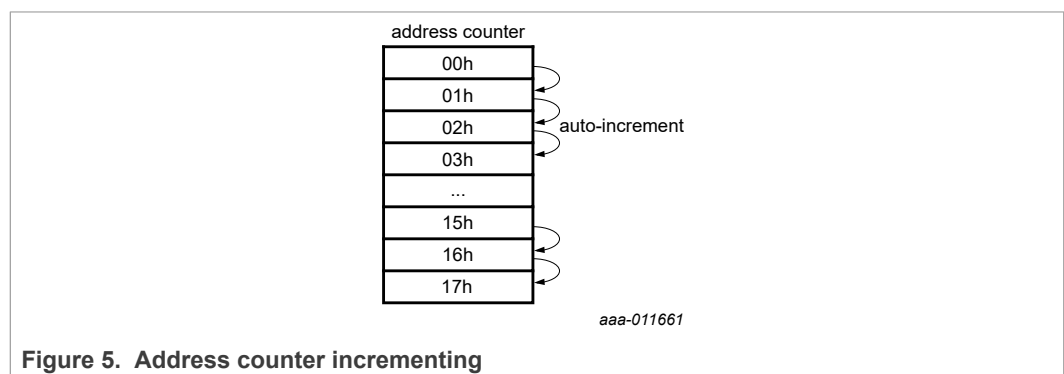 address counter
00h
01h
02h
auto-increment
03h
...
15h
16h
17h
aaa-011661
Figure 5. Address counter incrementing